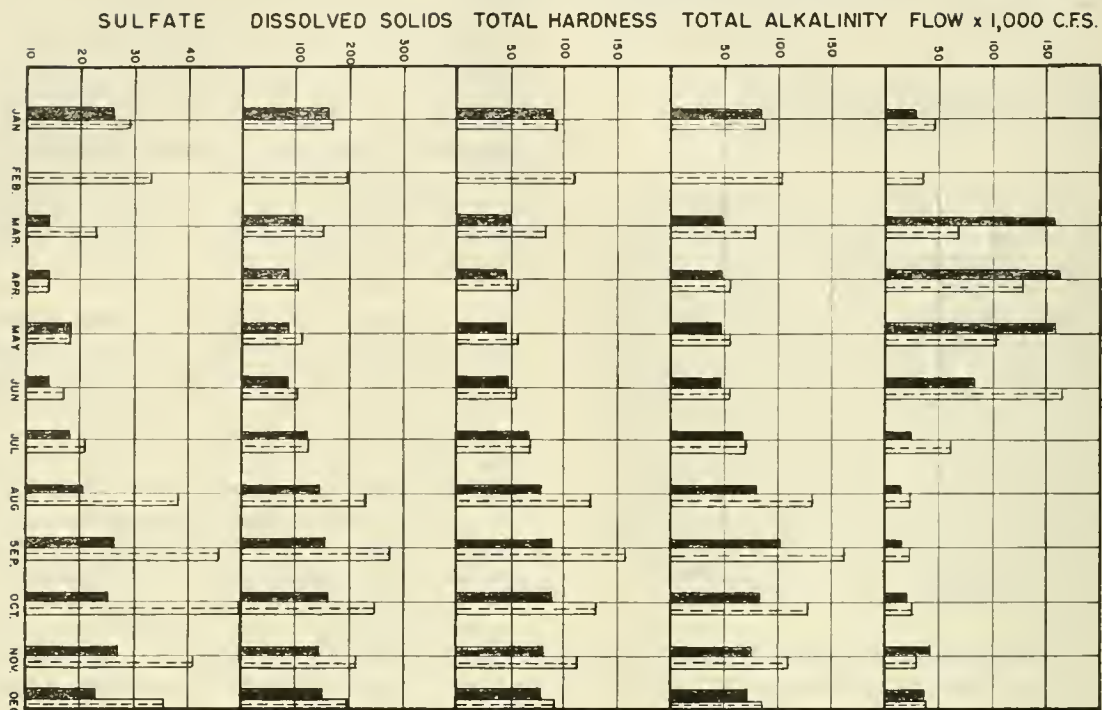 SULFATE DISSOLVED SOLIDS TOTAL HARDNESS TOTAL ALKALINITY FLOW x 1,000 C.F.S.
10 20 30 40 100 200 300 50 100 150 50 100 150 50 100 150
JAN
FEB.
MAR.
APR.
MAY
JUN
JUL
AUG
SEP.
OCT.
NOV.